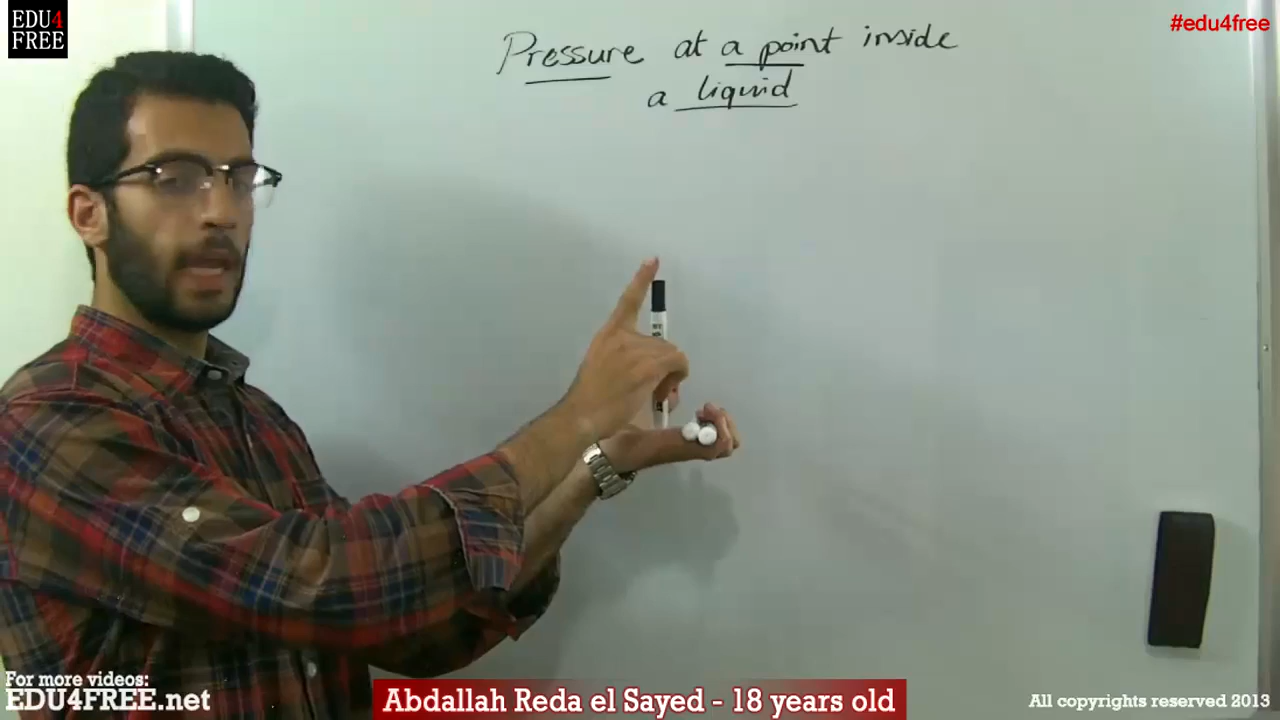 EDU4
FREE
#edu4free
Pressure at a point inside
a liquid
For more videos:
EDU4FREE.net
Abdallah Reda el Sayed - 18 years old
All copyrights reserved 2013